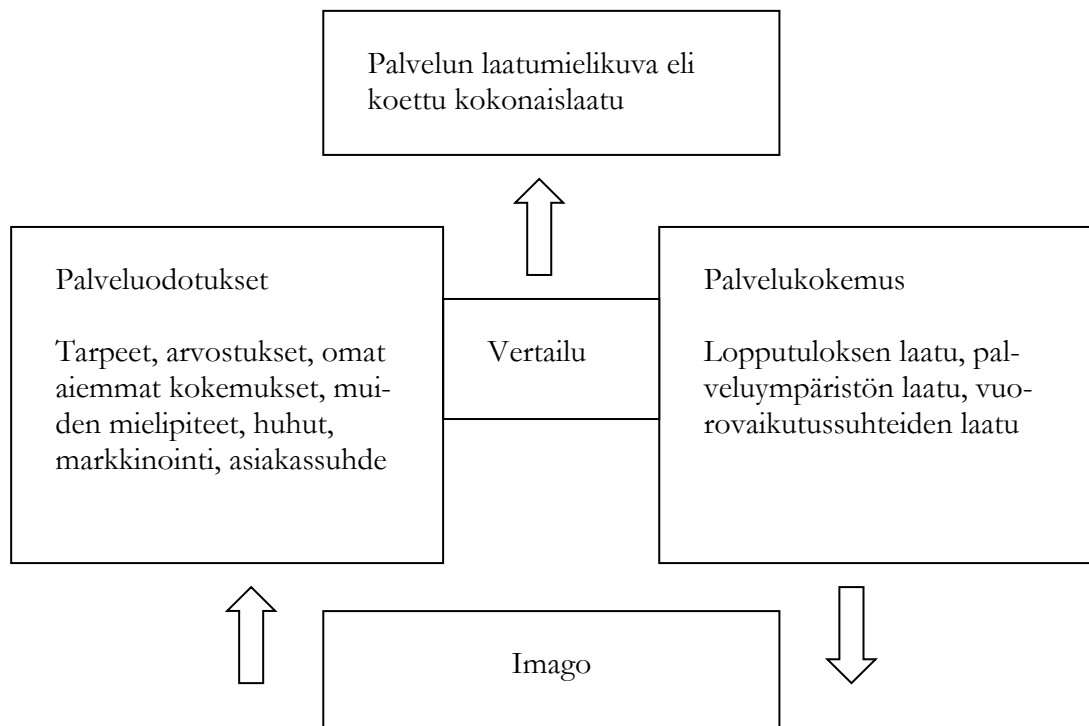 Palvelun laatumielikuva eli
koettu kokonaislaatu
Palveluodotukset
Tarpeet, arvostukset, omat
aiemmat kokemukset, mui-
den mielipiteet, huhut,
markkinointi, asiakassuhde
Vertailu
Palvelukokemus
Lopputuloksen laatu, pal-
veluympäristön laatu, vuo-
rovaikutussuhteiden laatu
Imago